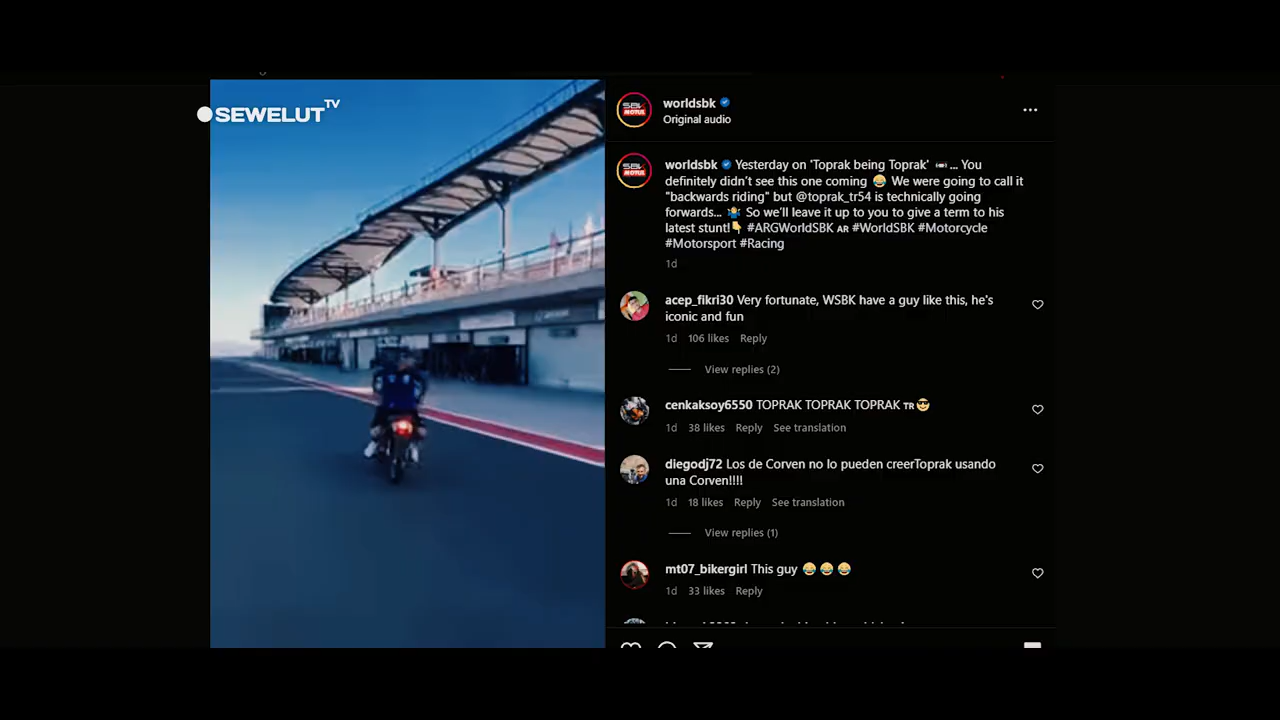 SEWELUT TV
worldsbk
Original audio
worldsbk Yesterday on 'Toprak being Toprak' ... You
definitely didn't see this one coming 😂 We were going to call it
"backwards riding" but @toprak_tr54 is technically going
forwards... 🤷 So we'll leave it up to you to give a term to his
latest stunt!👇 #ARGWorldSBK AR #WorldSBK #Motorcycle
#Motorsport #Racing
1d
acep_fikri30 Very fortunate, WSBK have a guy like this, he's
iconic and fun
1d 106 likes Reply
View replies (2)
cenkaksoy6550 TOPRAK TOPRAK TOPRAK TR😎
1d 38 likes Reply See translation
diegodj72 Los de Corven no lo pueden creerToprak usando
una Corven!!!!
1d 18 likes Reply See translation
View replies (1)
mt07_bikergirl This guy 😂 😂 😂
1d 33 likes Reply